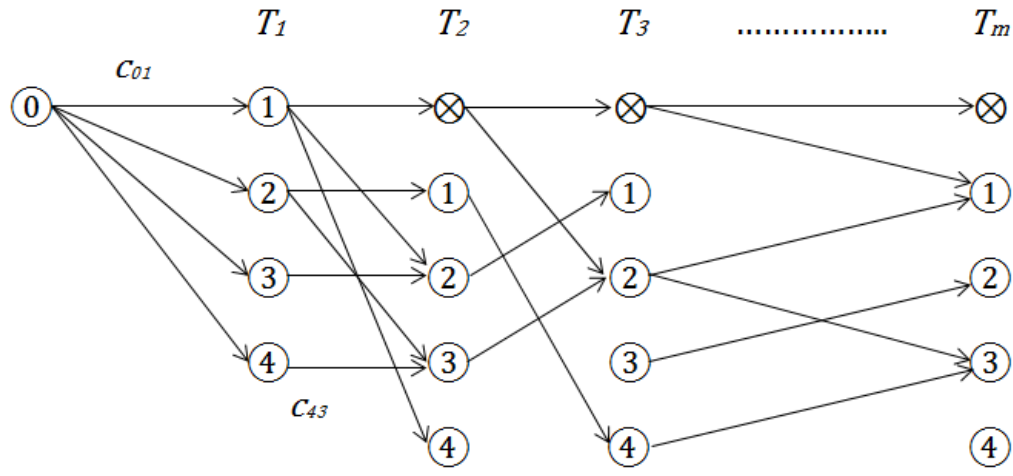 T₁ T₂ T₃ ................. Tₘ
c₀₁
0 1 ⊗ ⊗ ⊗
2 1 1 1
3 2 2 2
4 3 3 3
c₄₃
4 4 4